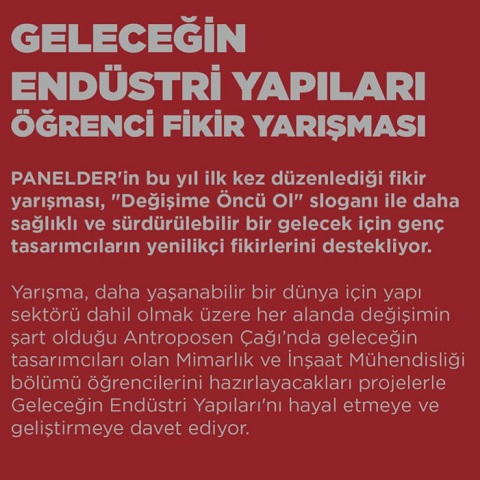 GELECEĞİN
ENDÜSTRİ YAPILARI
ÖĞRENCİ FİKİR YARIŞMASI
PANELDER'in bu yıl ilk kez düzenlediği fikir
yarışması, "Değişime Öncü Ol" sloganı ile daha
sağlıklı ve sürdürülebilir bir gelecek için genç
tasarımcıların yenilikçi fikirlerini destekliyor.
Yarışma, daha yaşanabilir bir dünya için yapı
sektörü dahil olmak üzere her alanda değişimin
şart olduğu Antroposen Çağı’nda geleceğin
tasarımcıları olan Mimarlık ve İnşaat Mühendisliği
bölümü öğrencilerini hazırlayacakları projelerle
Geleceğin Endüstri Yapıları'nı hayal etmeye ve
geliştirmeye davet ediyor.